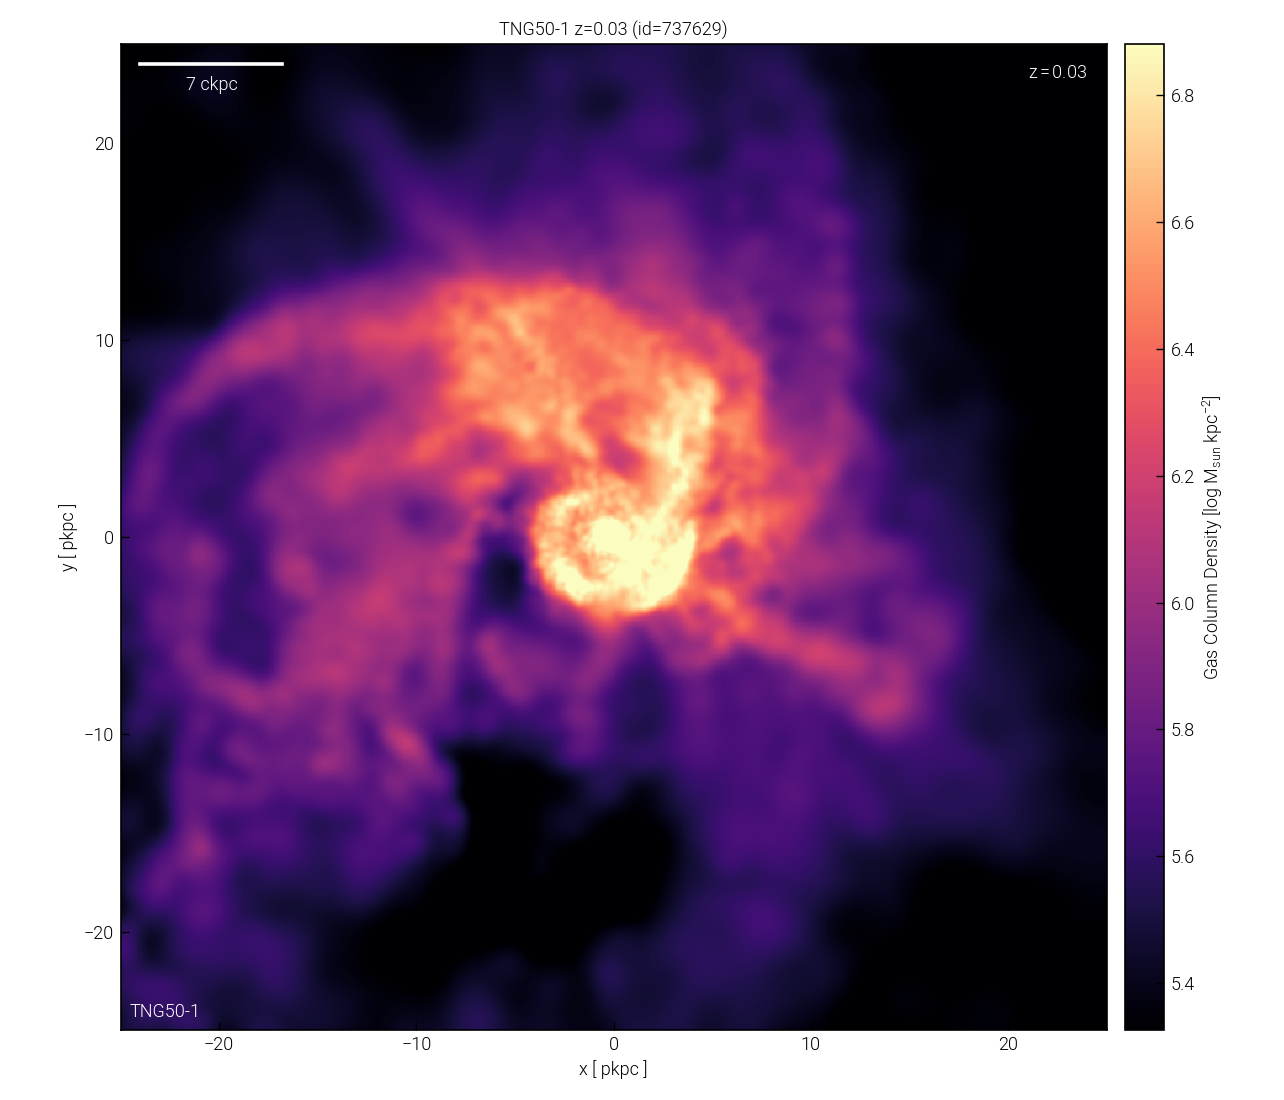 TNG50-1 z=0.03 (id=737629)
7 ckpc
z = 0.03
20
10
0
−10
−20
y [ pkpc ]
TNG50-1
−20
−10
0
10
20
x [ pkpc ]
6.8
6.6
6.4
6.2
6.0
5.8
5.6
5.4
Gas Column Density [log M_sun kpc^−2]